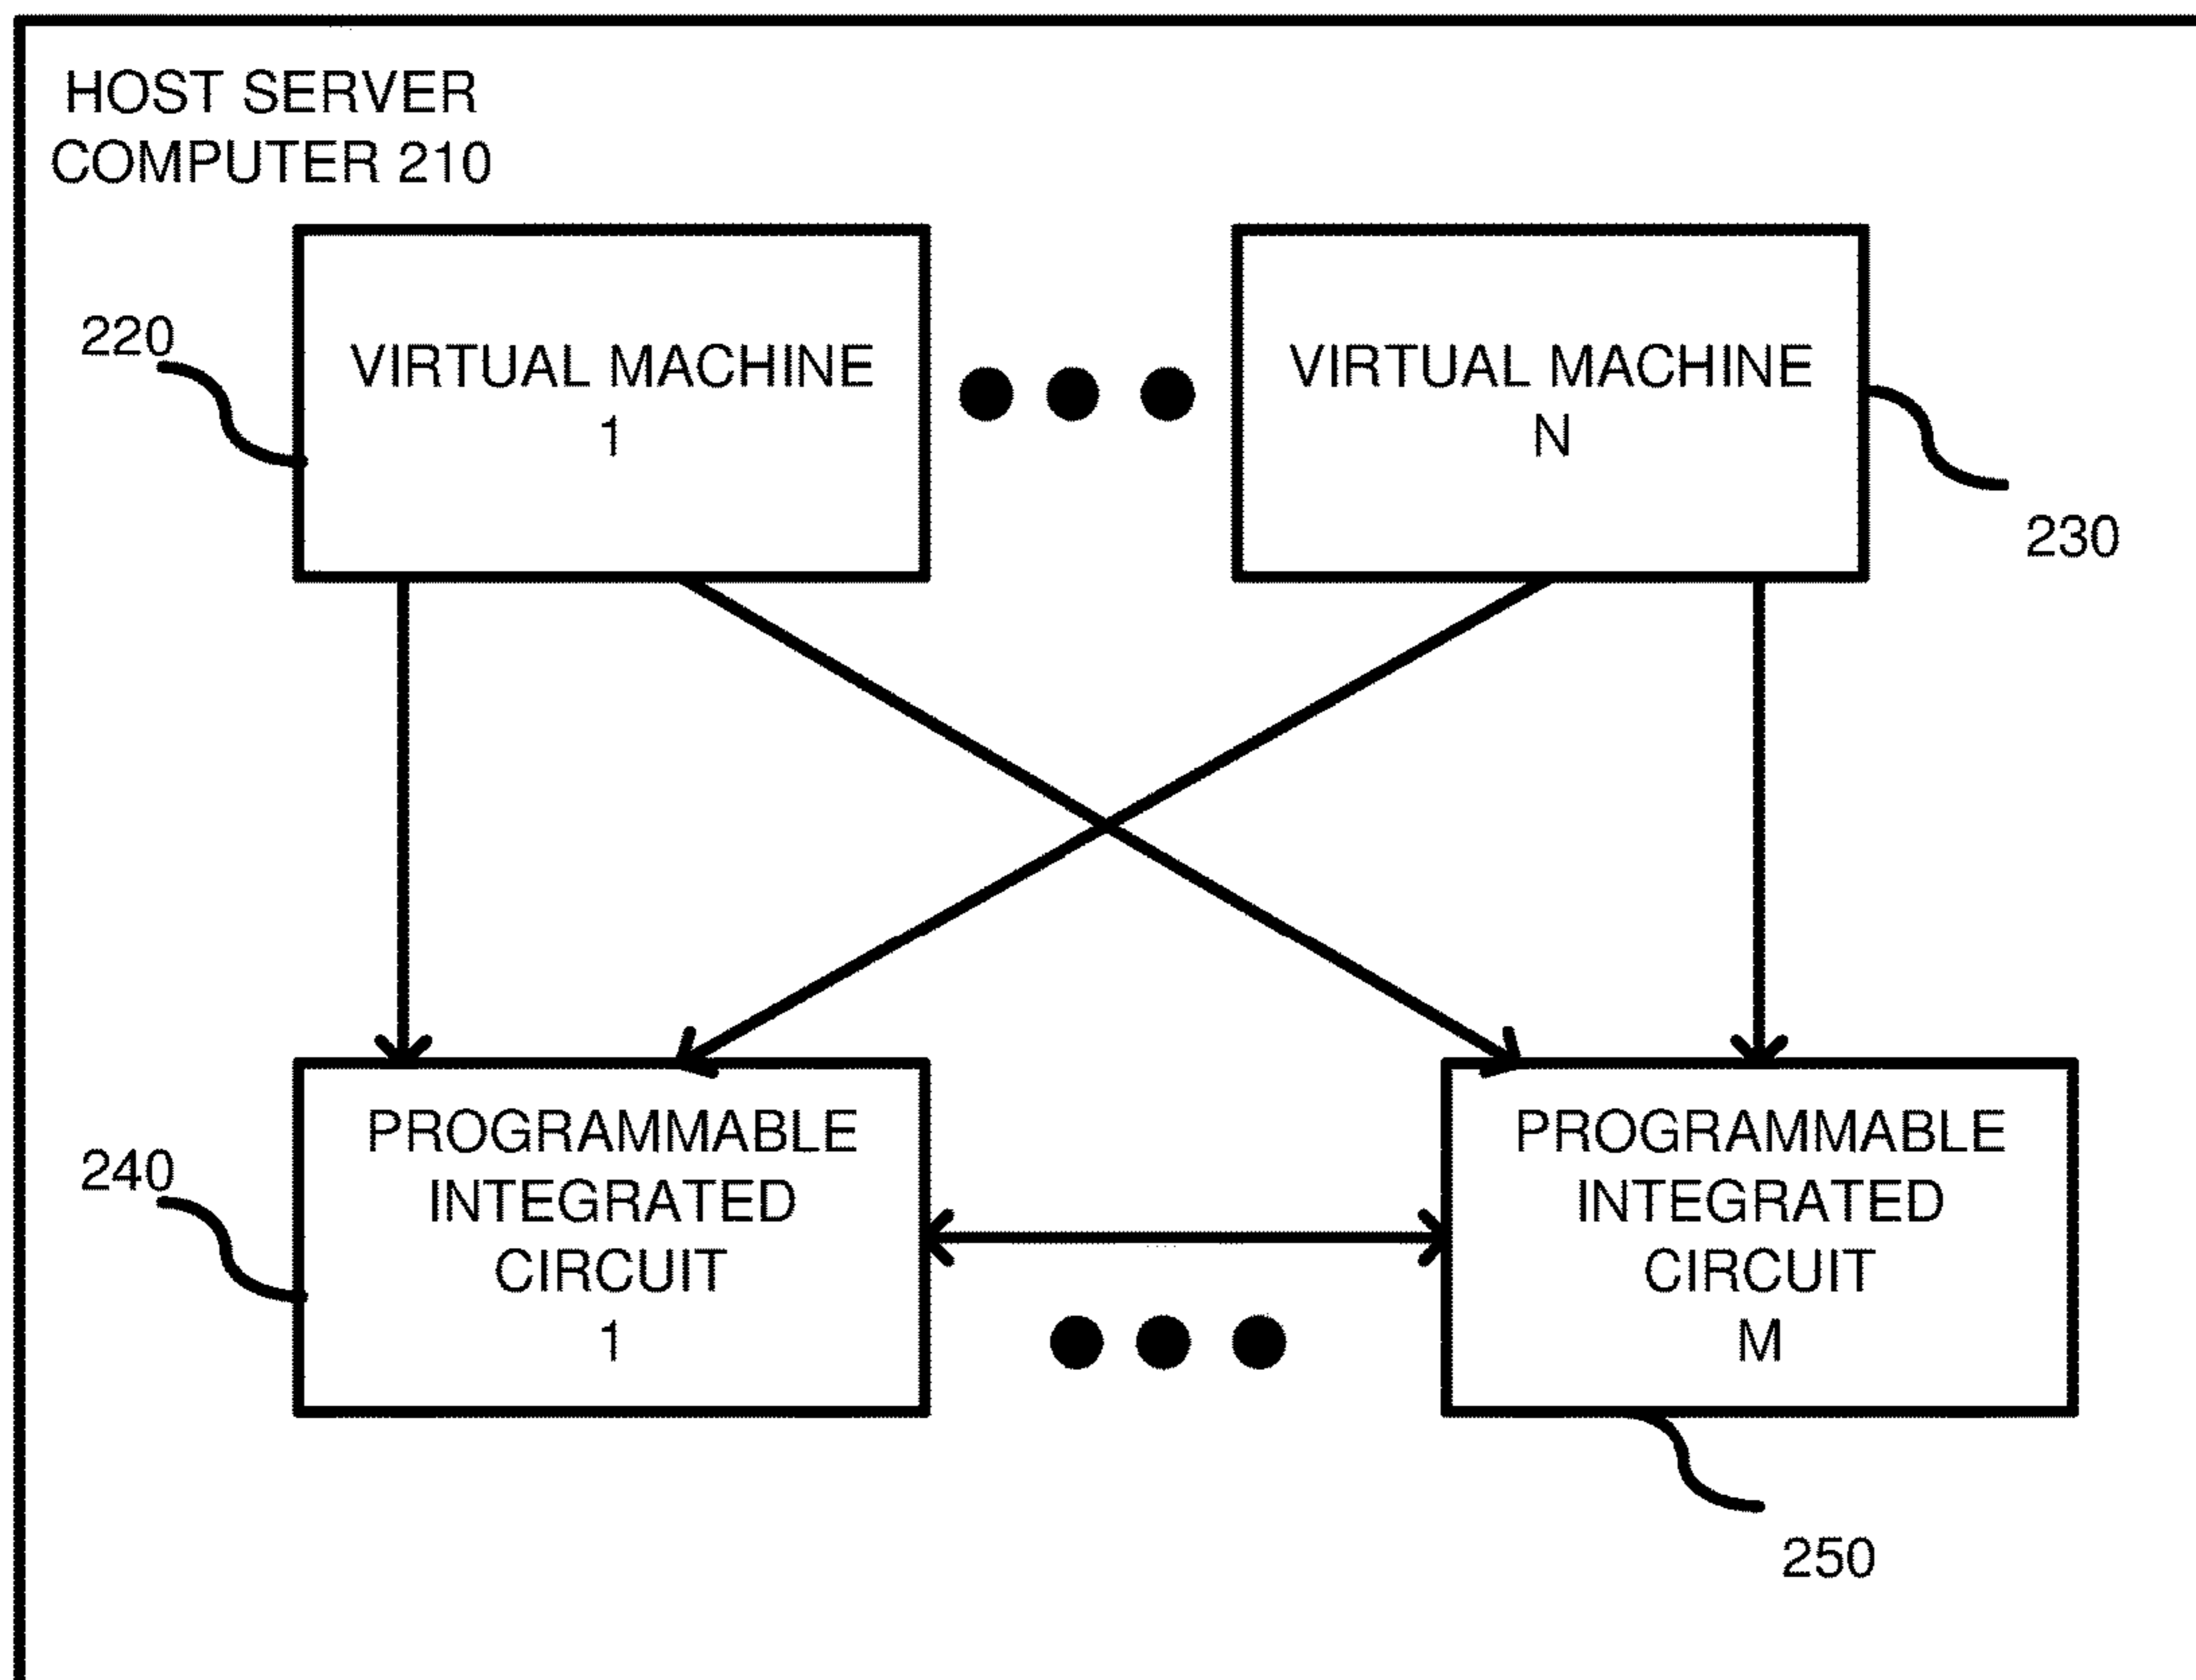 HOST SERVER
COMPUTER 210
220
VIRTUAL MACHINE
1
VIRTUAL MACHINE
N
230
240
PROGRAMMABLE
INTEGRATED
CIRCUIT
1
PROGRAMMABLE
INTEGRATED
CIRCUIT
M
250